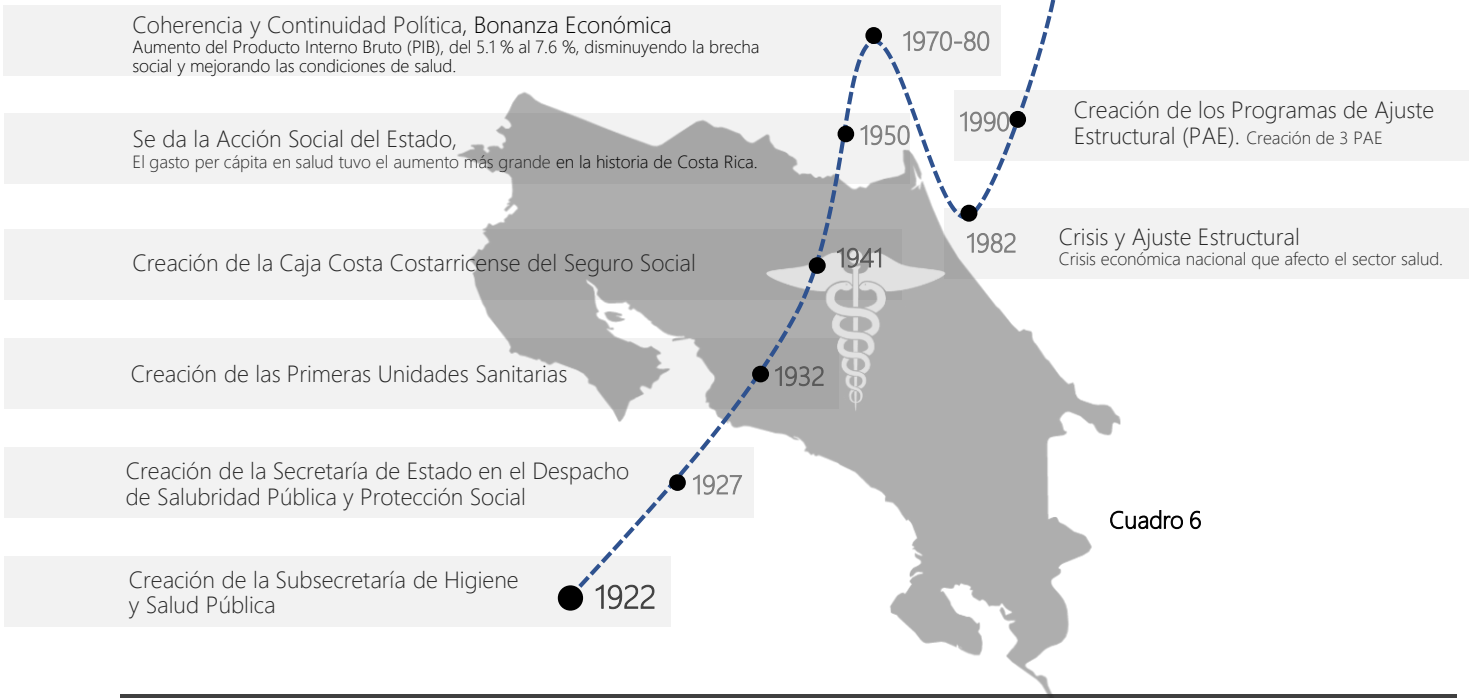 Coherencia y Continuidad Política, Bonanza Económica
Aumento del Producto Interno Bruto (PIB), del 5.1 % al 7.6 %, disminuyendo la brecha
social y mejorando las condiciones de salud.
1970-80
Se da la Acción Social del Estado,
El gasto per cápita en salud tuvo el aumento más grande en la historia de Costa Rica.
1950
1990
Creación de los Programas de Ajuste
Estructural (PAE). Creación de 3 PAE
1982
Crisis y Ajuste Estructural
Crisis económica nacional que afecto el sector salud.
Creación de la Caja Costa Costarricense del Seguro Social
1941
Creación de las Primeras Unidades Sanitarias
1932
Creación de la Secretaría de Estado en el Despacho
de Salubridad Pública y Protección Social
1927
Cuadro 6
Creación de la Subsecretaría de Higiene
y Salud Pública
1922